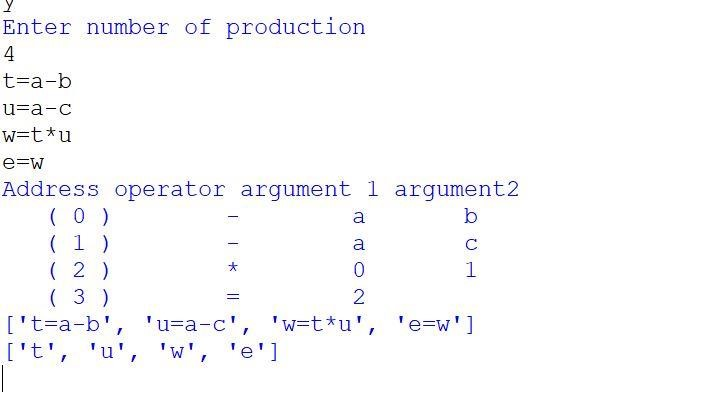 y
Enter number of production
4
t=a-b
u=a-c
w=t*u
e=w
Address operator argument 1 argument2
( 0 ) - a b
( 1 ) - a c
( 2 ) * 0 1
( 3 ) = 2
['t=a-b', 'u=a-c', 'w=t*u', 'e=w']
['t', 'u', 'w', 'e']